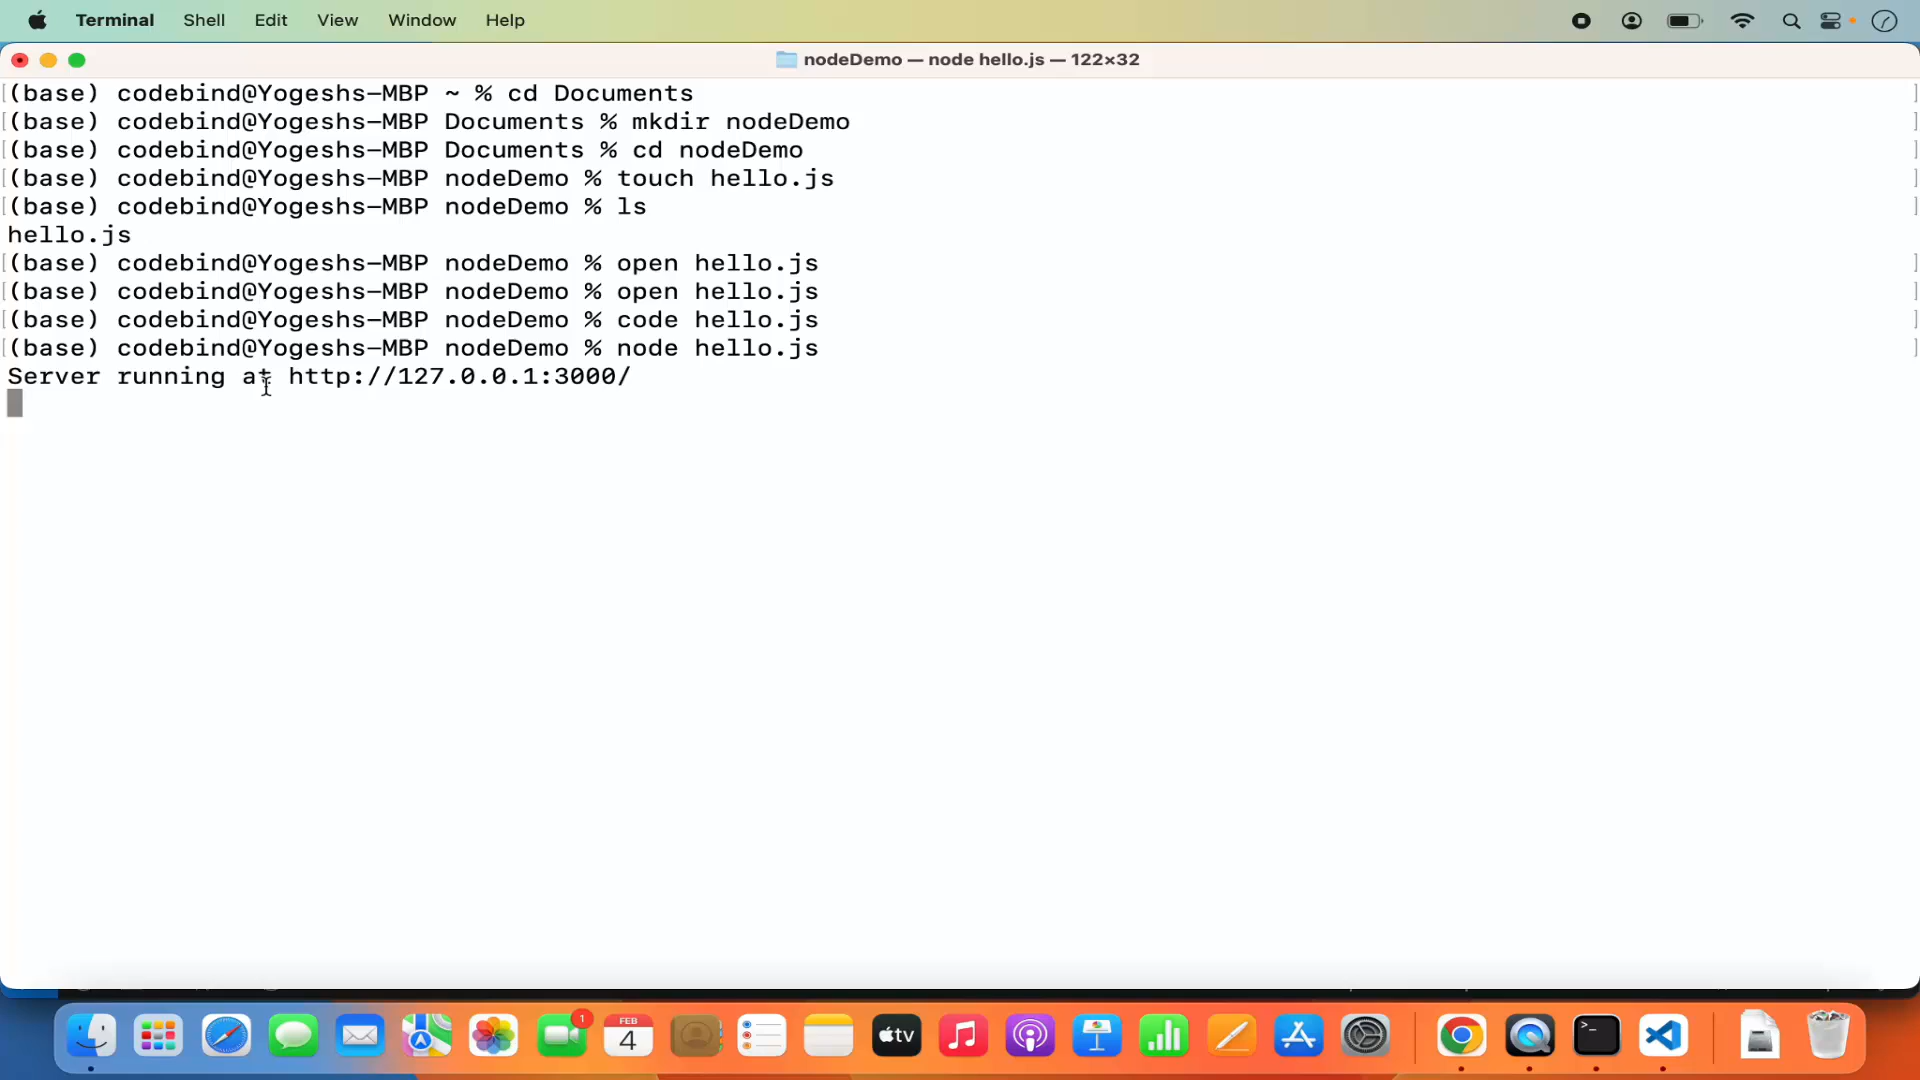 Terminal Shell Edit View Window Help
nodeDemo — node hello.js — 122×32
[(base) codebind@Yogeshs-MBP ~ % cd Documents ]
[(base) codebind@Yogeshs-MBP Documents % mkdir nodeDemo ]
[(base) codebind@Yogeshs-MBP Documents % cd nodeDemo ]
[(base) codebind@Yogeshs-MBP nodeDemo % touch hello.js ]
[(base) codebind@Yogeshs-MBP nodeDemo % ls ]
hello.js
[(base) codebind@Yogeshs-MBP nodeDemo % open hello.js ]
[(base) codebind@Yogeshs-MBP nodeDemo % open hello.js ]
[(base) codebind@Yogeshs-MBP nodeDemo % code hello.js ]
[(base) codebind@Yogeshs-MBP nodeDemo % node hello.js ]
Server running at http://127.0.0.1:3000/
1
FEB
4
tv
>_